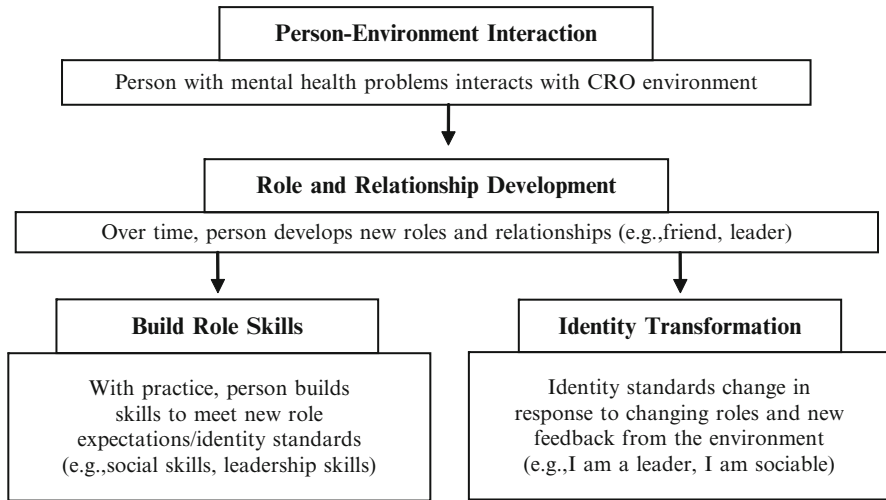 Person-Environment Interaction
Person with mental health problems interacts with CRO environment
Role and Relationship Development
Over time, person develops new roles and relationships (e.g.,friend, leader)
Build Role Skills
With practice, person builds
skills to meet new role
expectations/identity standards
(e.g.,social skills, leadership skills)
Identity Transformation
Identity standards change in
response to changing roles and new
feedback from the environment
(e.g.,I am a leader, I am sociable)